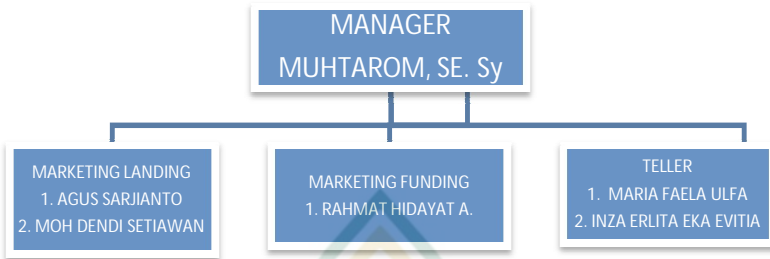 MANAGER
MUHTAROM, SE. Sy
MARKETING LANDING
1. AGUS SARJIANTO
2. MOH DENDI SETIAWAN
MARKETING FUNDING
1. RAHMAT HIDAYAT A.
TELLER
1. MARIA FAELA ULFA
2. INZA ERLITA EKA EVITIA